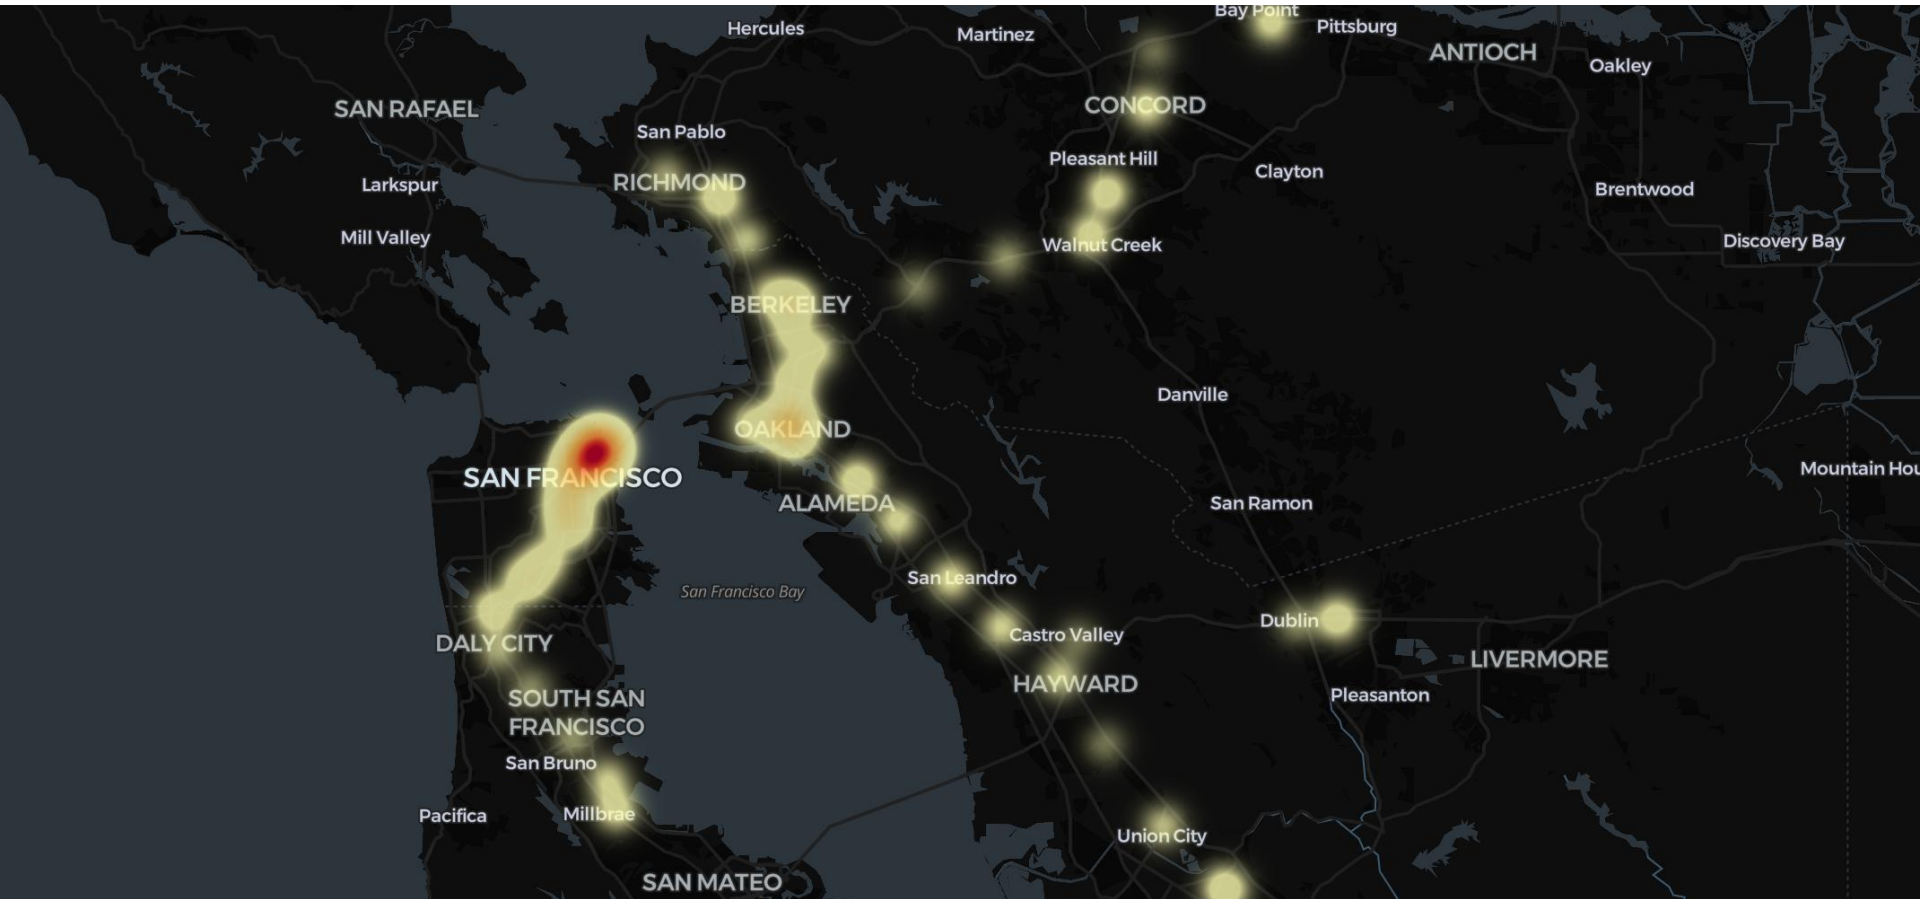 Bay Point
Hercules
Pittsburg
Martinez
ANTIOCH
Oakley
CONCORD
SAN RAFAEL
San Pablo
Pleasant Hill
Clayton
RICHMOND
Larkspur
Brentwood
Mill Valley
Walnut Creek
Discovery Bay
BERKELEY
Danville
OAKLAND
SAN FRANCISCO
Mountain Hou
ALAMEDA
San Ramon
San Leandro
San Francisco Bay
Dublin
Castro Valley
DALY CITY
LIVERMORE
HAYWARD
Pleasanton
SOUTH SAN
FRANCISCO
San Bruno
Millbrae
Pacifica
Union City
SAN MATEO